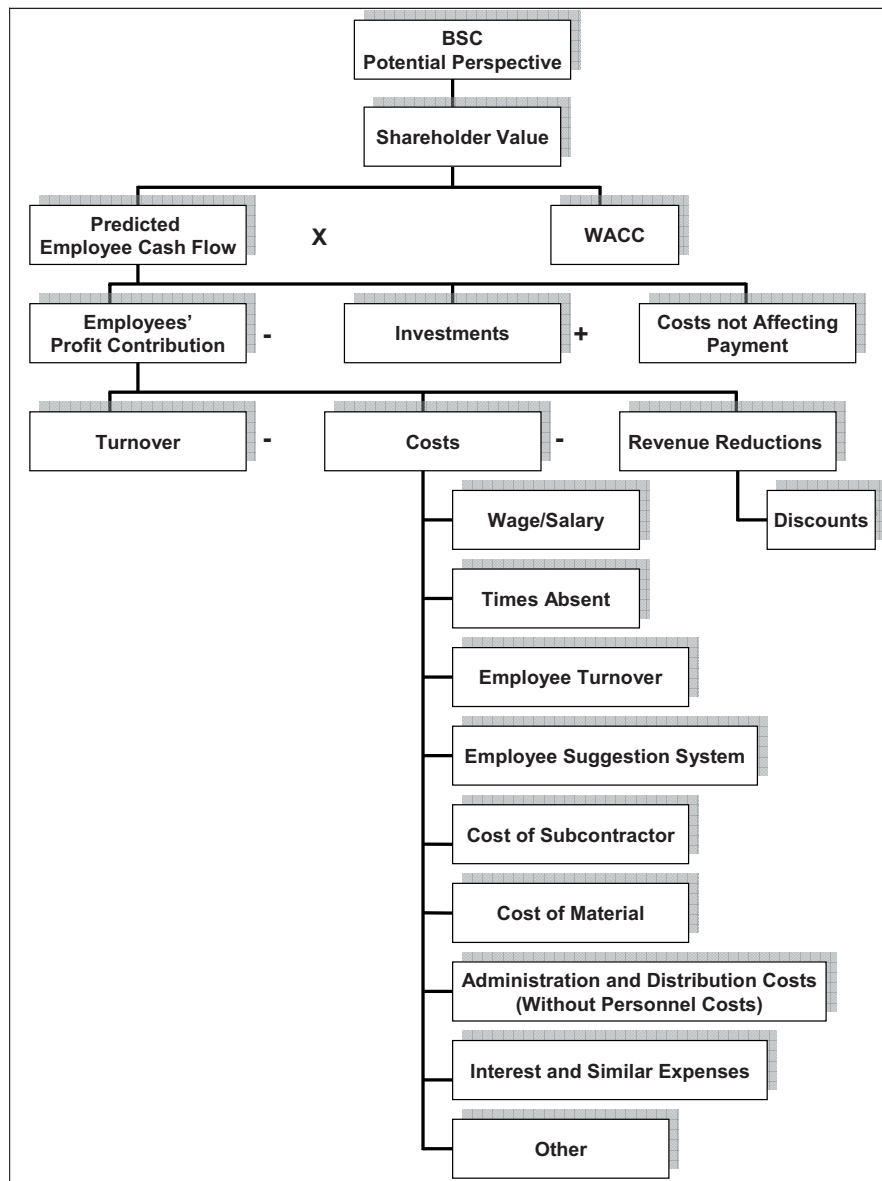 BSC
Potential Perspective
Shareholder Value
Predicted
Employee Cash Flow
X
WACC
Employees’
Profit Contribution
-
Investments
+
Costs not Affecting
Payment
Turnover
-
Costs
-
Revenue Reductions
Wage/Salary
Discounts
Times Absent
Employee Turnover
Employee Suggestion System
Cost of Subcontractor
Cost of Material
Administration and Distribution Costs
(Without Personnel Costs)
Interest and Similar Expenses
Other